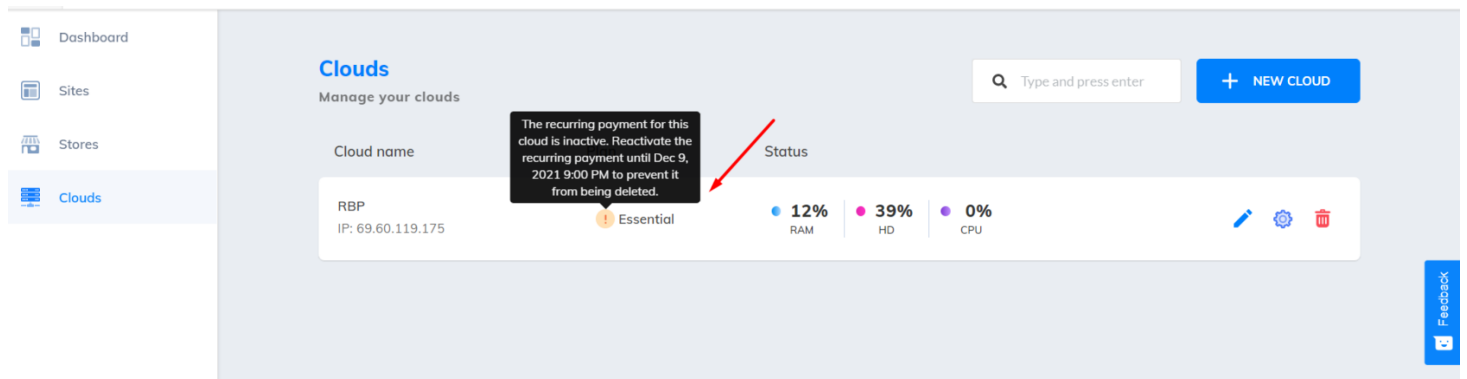 Dashboard
Sites
Stores
Clouds
Clouds
Manage your clouds
Type and press enter
+ NEW CLOUD
Cloud name
Status
The recurring payment for this
cloud is inactive. Reactivate the
recurring payment until Dec 9,
2021 9:00 PM to prevent it
from being deleted.
RBP
IP: 69.60.119.175
! Essential
12%
RAM
39%
HD
0%
CPU
Feedback